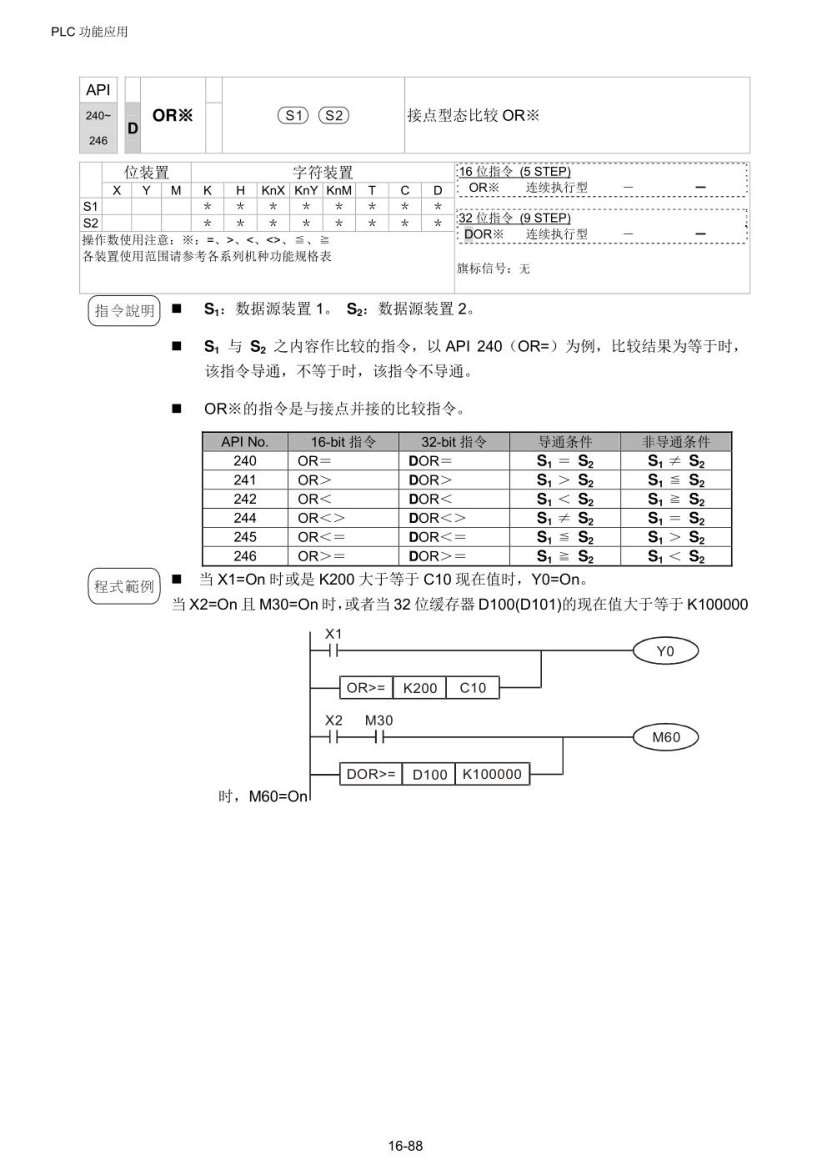 PLC 功能应用
API
240~
246
D
OR※
S1 S2
接点型态比较 OR※
位装置 字符装置
X Y M K H KnX KnY KnM T C D
S1 * * * * * * * *
S2 * * * * * * * *
操作数使用注意：※：=、>、<、<>、≦、≧
各装置使用范围请参考各系列机种功能规格表
16 位指令 (5 STEP)
OR※ 连续执行型 － －
32 位指令 (9 STEP)
DOR※ 连续执行型 － －
旗标信号：无
指令說明
■ S1：数据源装置 1。 S2：数据源装置 2。
■ S1 与 S2 之内容作比较的指令，以 API 240（OR=）为例，比较结果为等于时，
该指令导通，不等于时，该指令不导通。
■ OR※的指令是与接点并接的比较指令。
API No. 16-bit 指令 32-bit 指令 导通条件 非导通条件
240 OR＝ DOR＝ S1 ＝ S2 S1 ≠ S2
241 OR＞ DOR＞ S1 ＞ S2 S1 ≦ S2
242 OR＜ DOR＜ S1 ＜ S2 S1 ≧ S2
244 OR＜＞ DOR＜＞ S1 ≠ S2 S1 ＝ S2
245 OR＜＝ DOR＜＝ S1 ≦ S2 S1 ＞ S2
246 OR＞＝ DOR＞＝ S1 ≧ S2 S1 ＜ S2
程式範例
■ 当 X1=On 时或是 K200 大于等于 C10 现在值时，Y0=On。
当 X2=On 且 M30=On 时，或者当 32 位缓存器 D100(D101)的现在值大于等于 K100000
X1
Y0
OR>= K200 C10
X2 M30
M60
DOR>= D100 K100000
时，M60=On
16-88